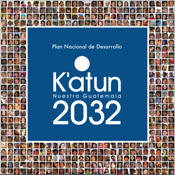 Plan Nacional de Desarrollo
K'atun
Nuestra Guatemala
2032